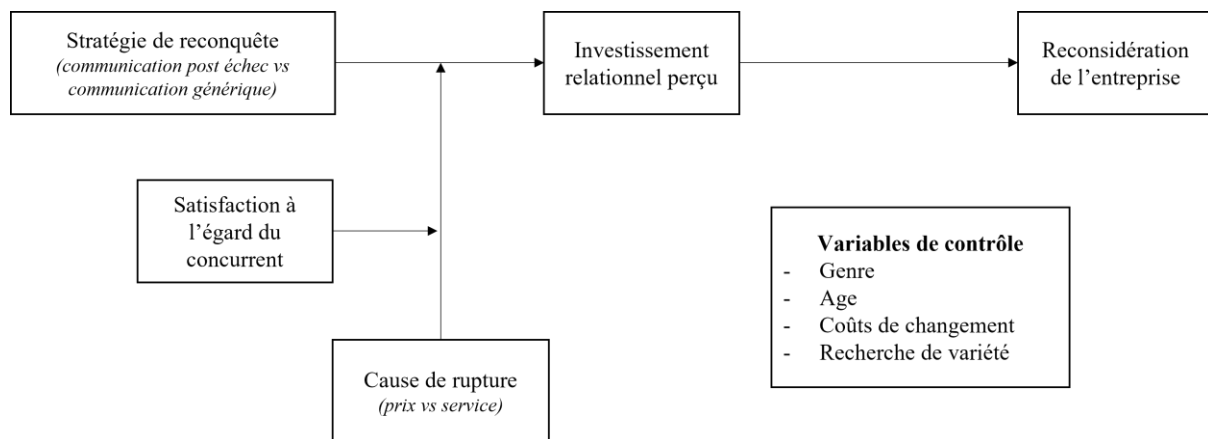 Stratégie de reconquête
(communication post échec vs
communication générique)
Investissement
relationnel perçu
Reconsidération
de l’entreprise
Satisfaction à
l’égard du
concurrent
Variables de contrôle
- Genre
- Age
- Coûts de changement
- Recherche de variété
Cause de rupture
(prix vs service)